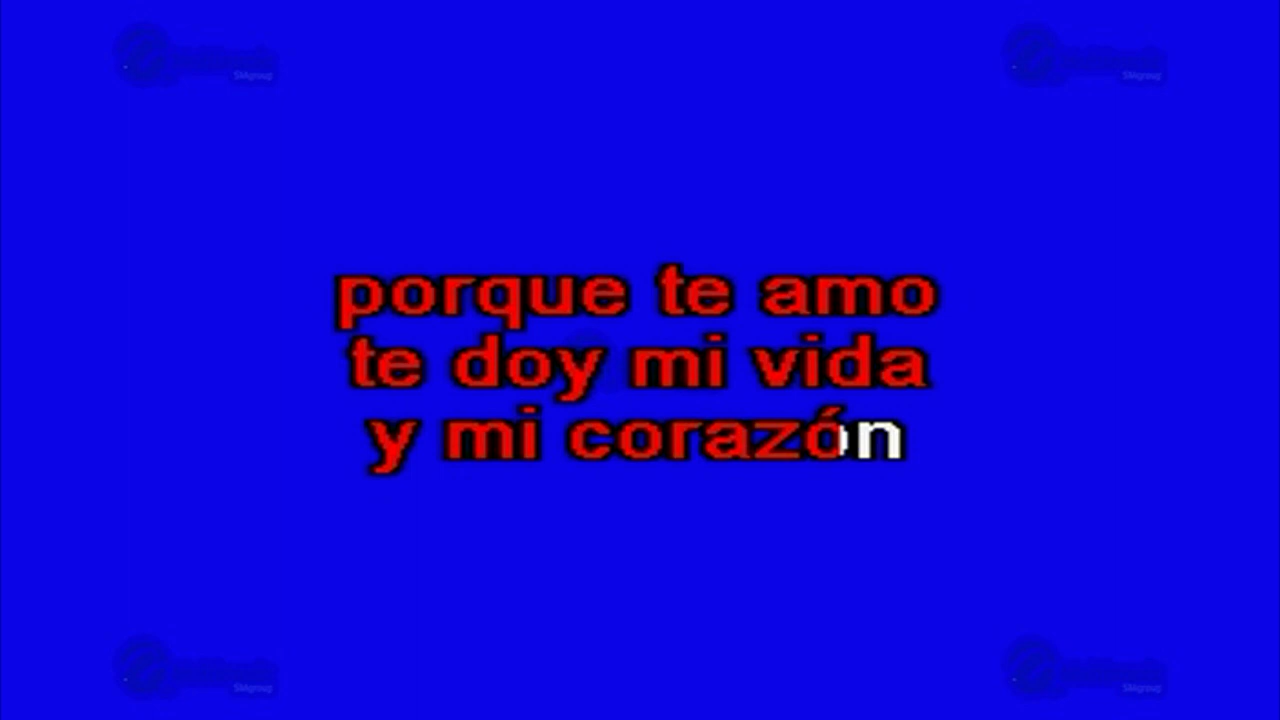 porque te amo
te doy mi vida
y mi corazón